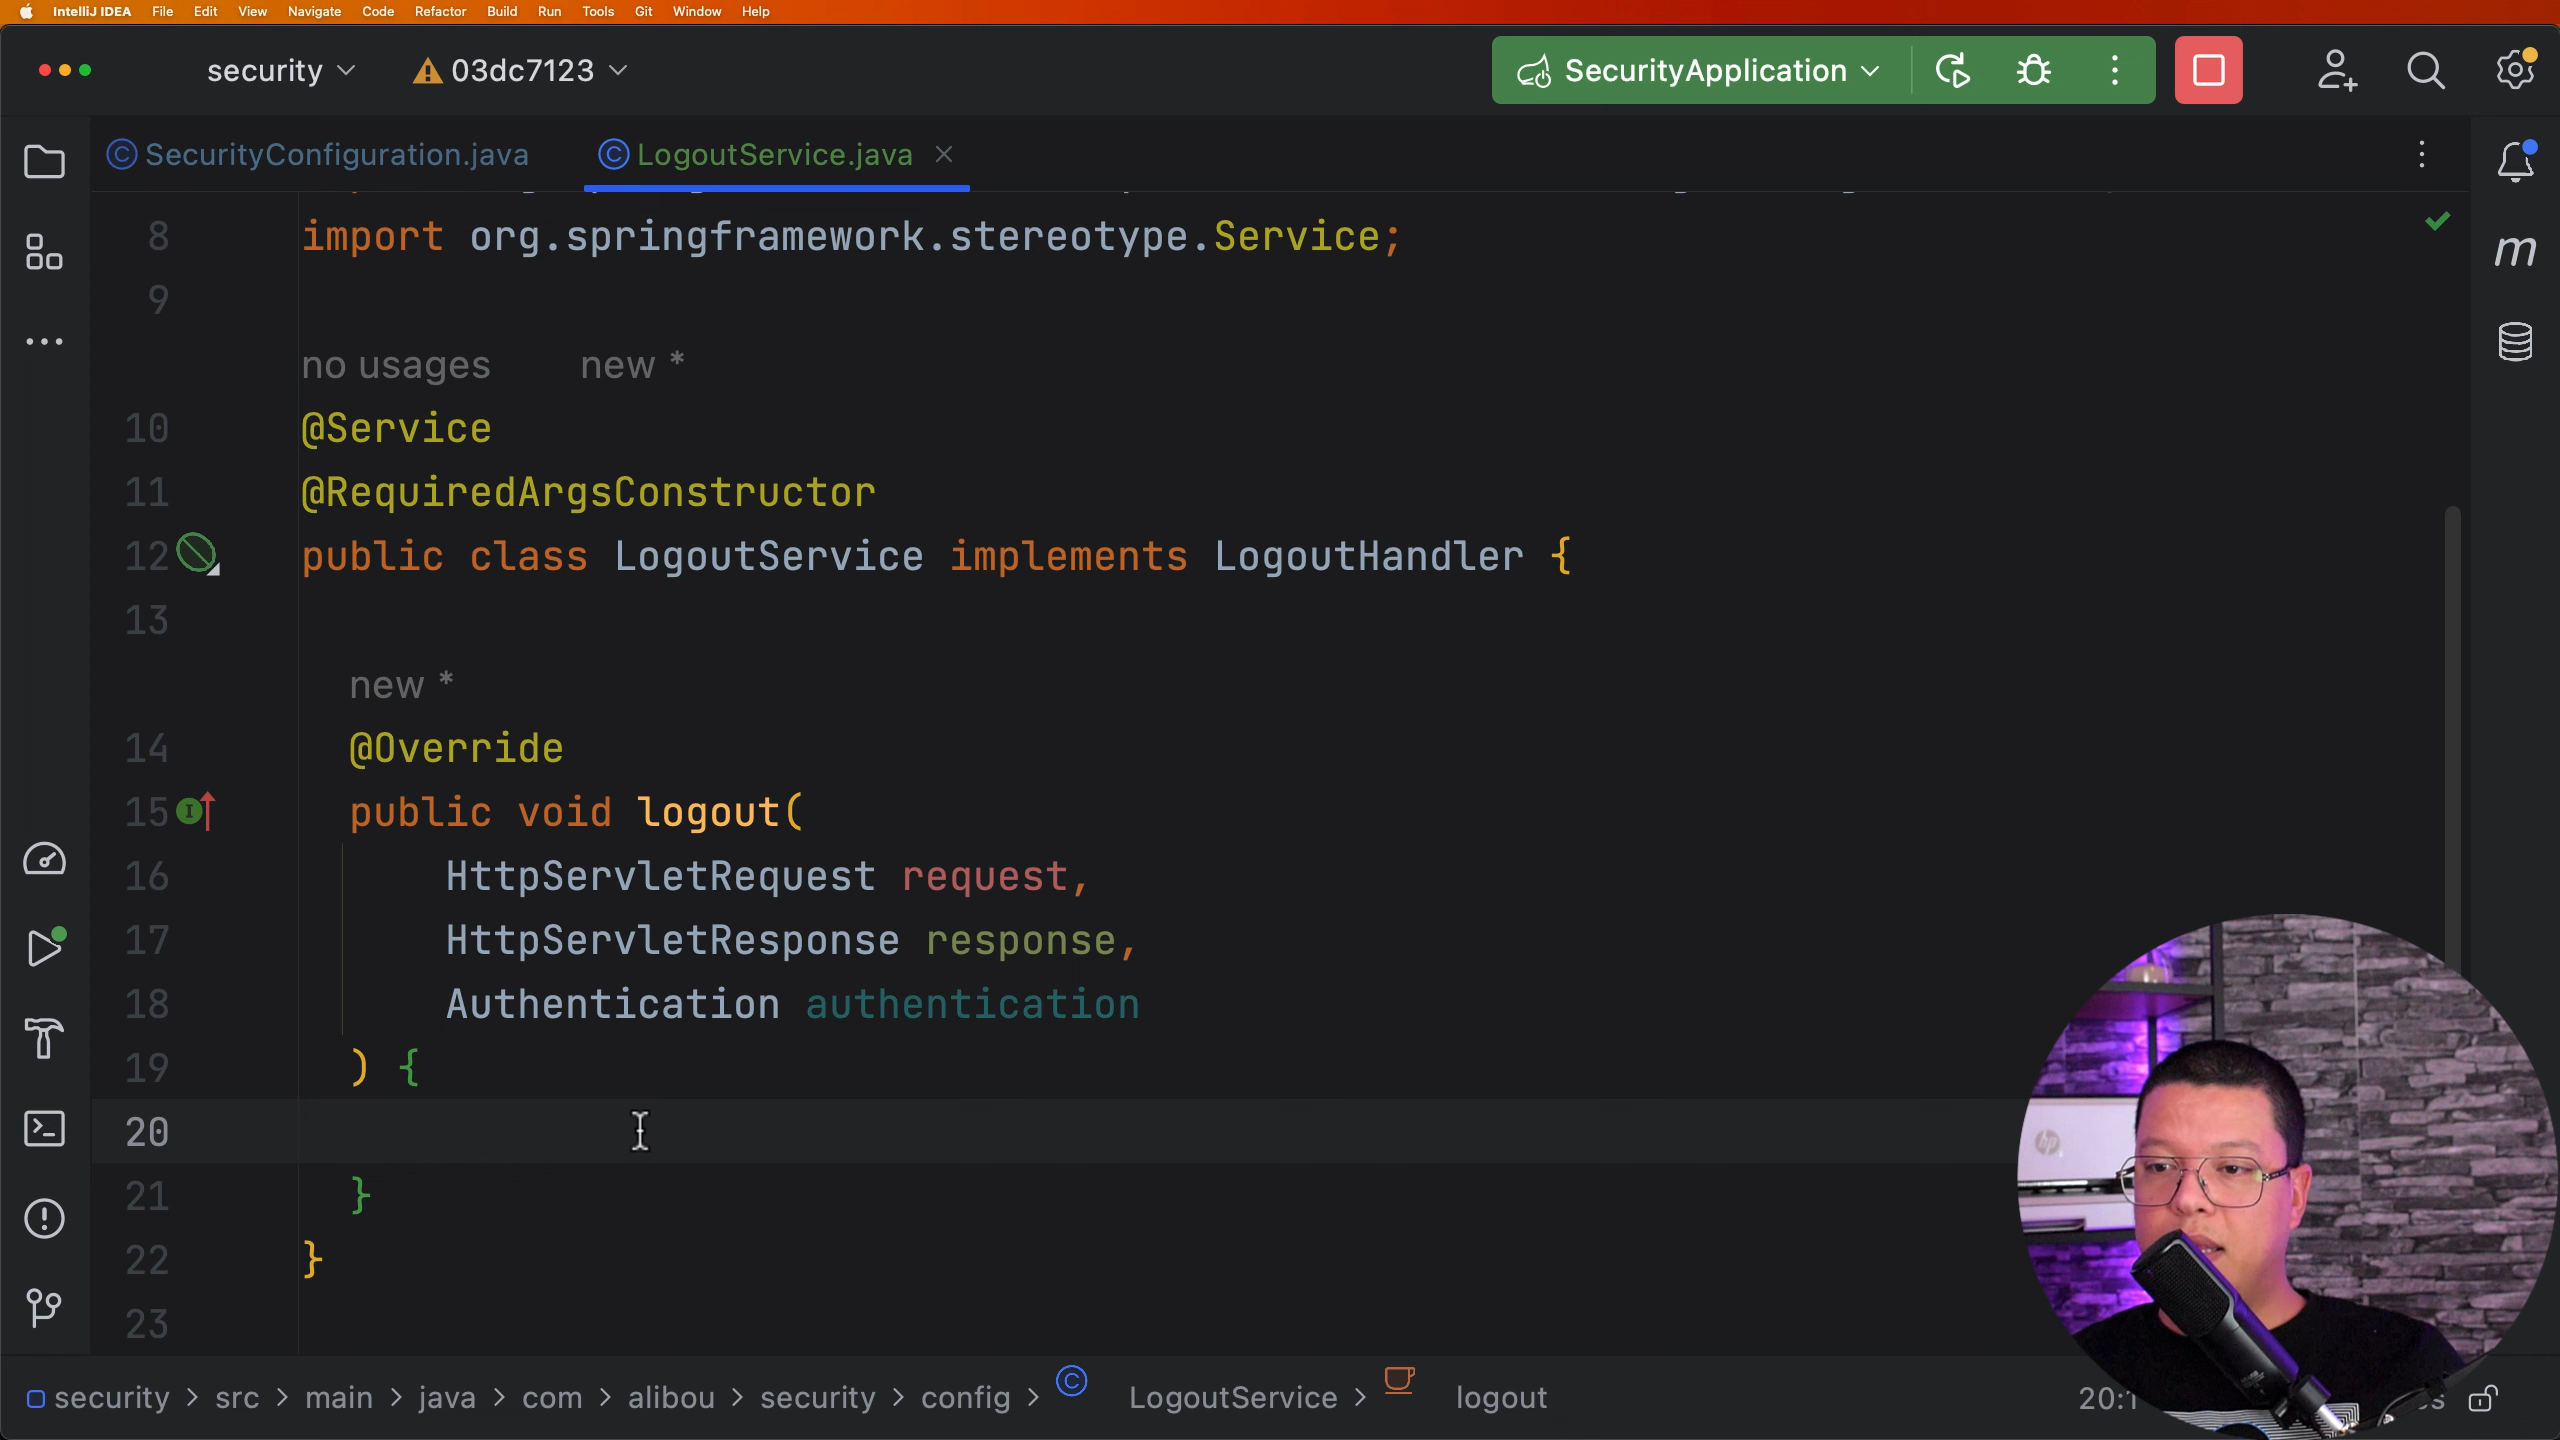 IntelliJ IDEA File Edit View Navigate Code Refactor Build Run Tools Git Window Help
security 03dc7123 SecurityApplication
SecurityConfiguration.java LogoutService.java
8 import org.springframework.stereotype.Service;
9
no usages new *
10 @Service
11 @RequiredArgsConstructor
12 public class LogoutService implements LogoutHandler {
13
new *
14 @Override
15 public void logout(
16 HttpServletRequest request,
17 HttpServletResponse response,
18 Authentication authentication
19 ) {
20
21 }
22 }
23
security > src > main > java > com > alibou > security > config > LogoutService > logout